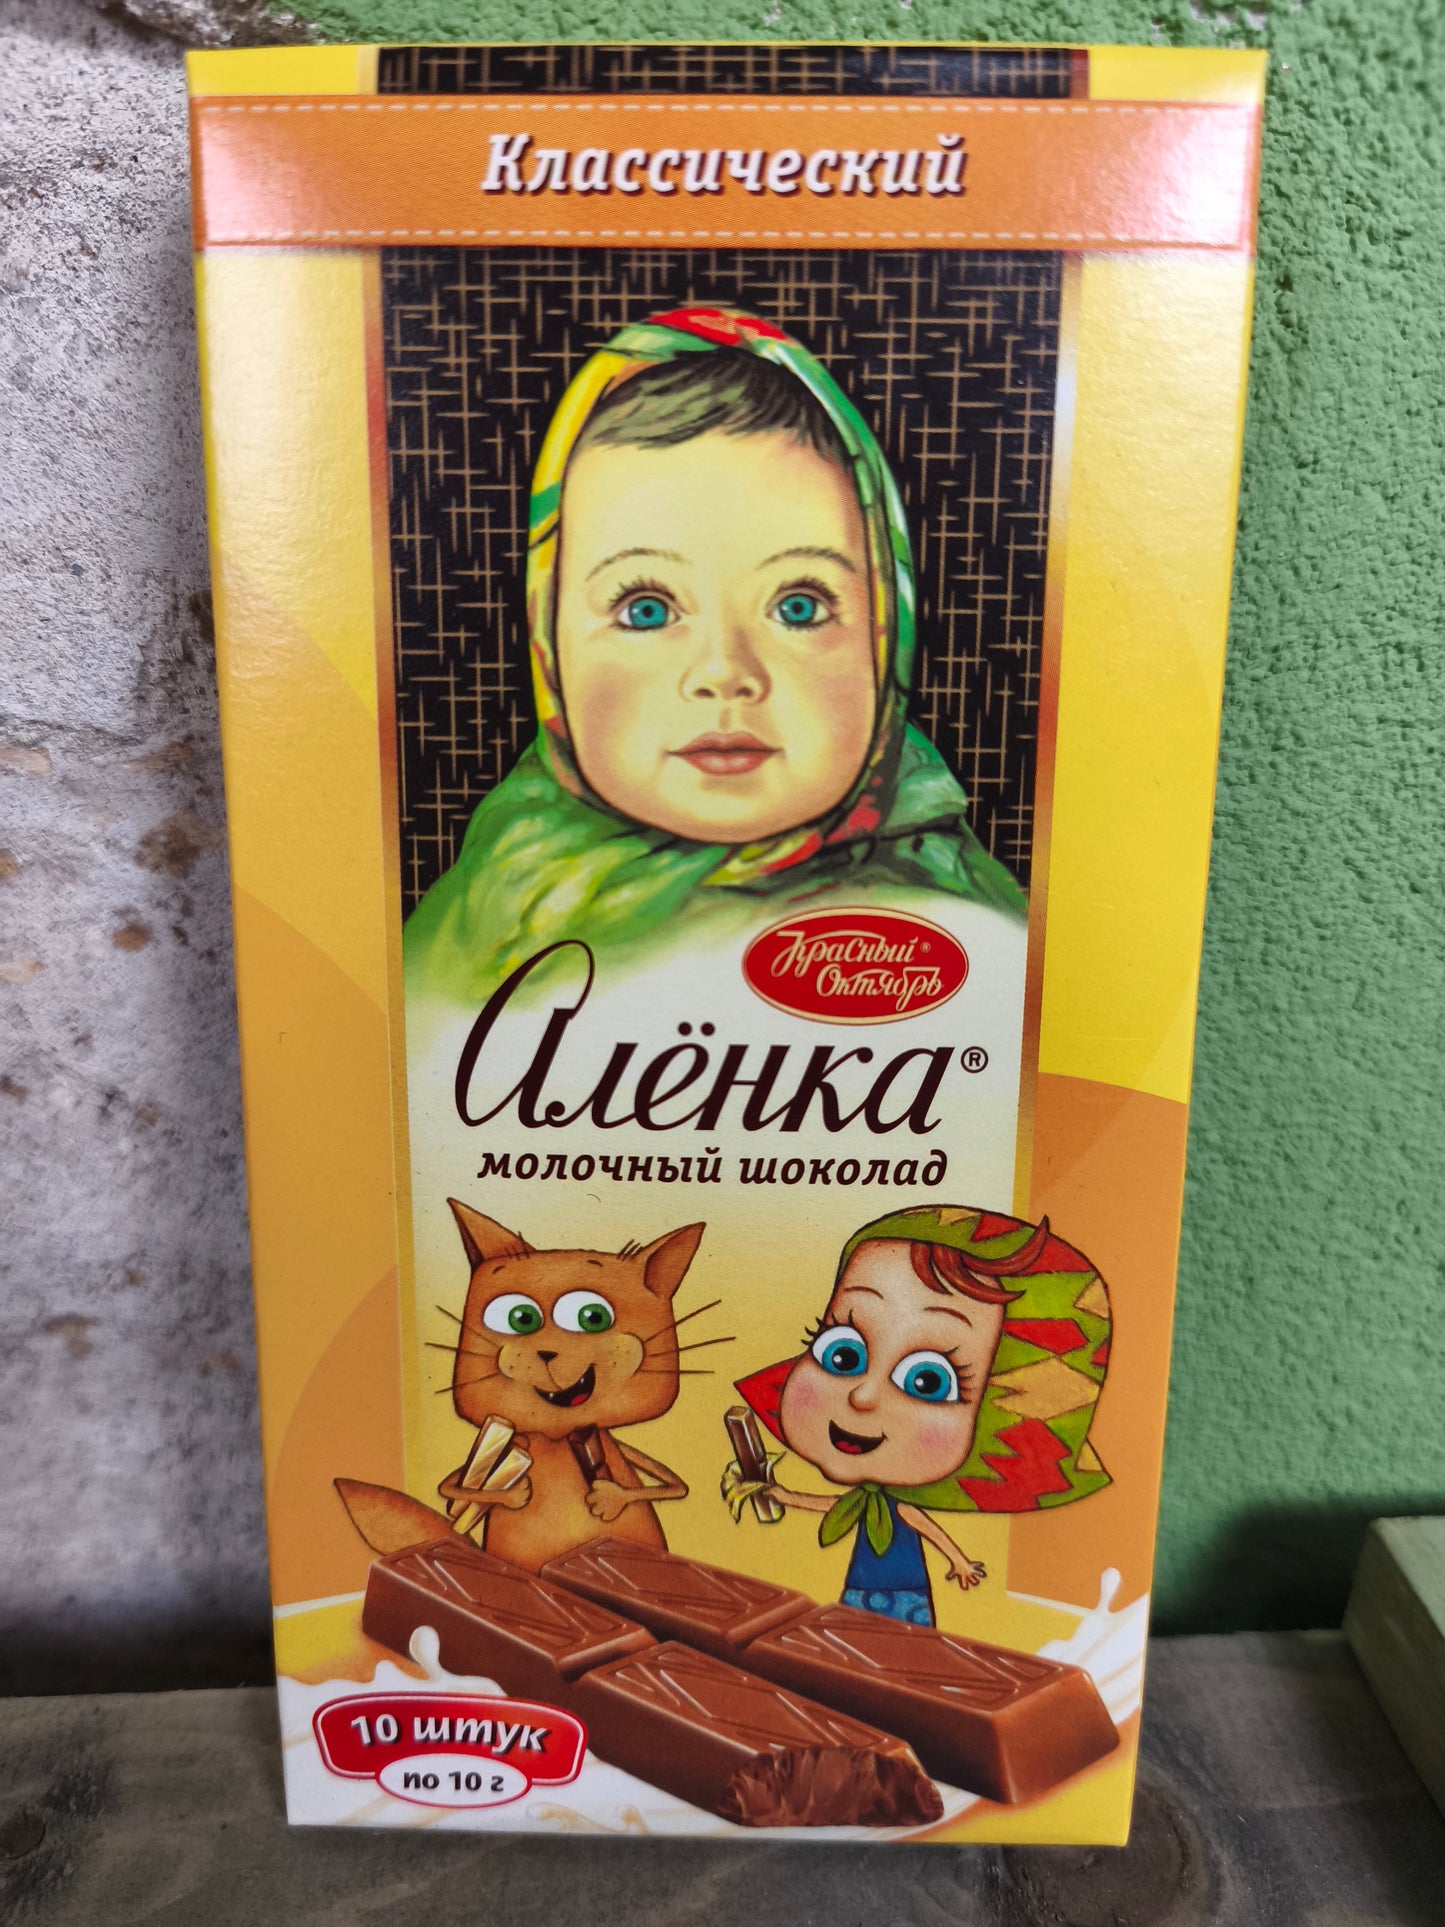 Классический
Красный®
Октябрь
Алёнка®
молочный шоколад
10 штук
по 10 г